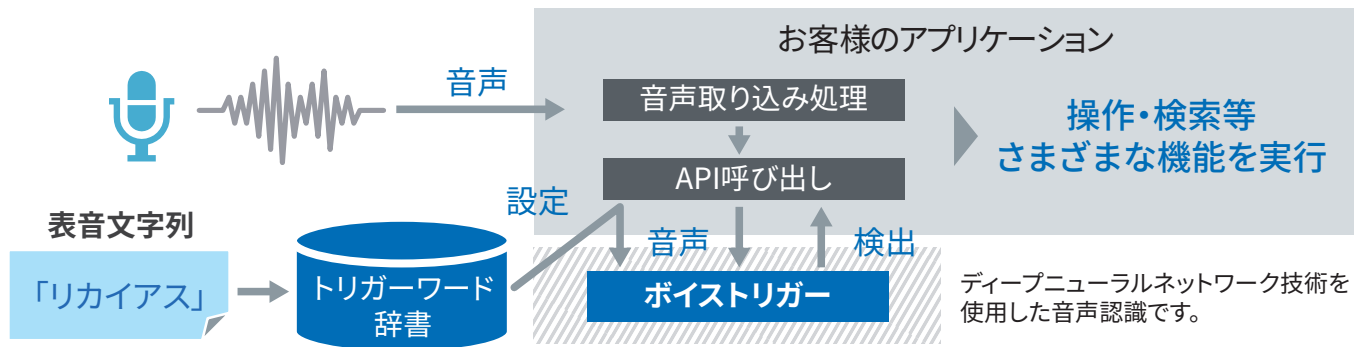 お客様のアプリケーション
音声
音声取り込み処理
API呼び出し
操作・検索等
さまざまな機能を実行
設定
音声
検出
表音文字列
「リカイアス」
トリガーワード
辞書
ボイストリガー
ディープニューラルネットワーク技術を
使用した音声認識です。